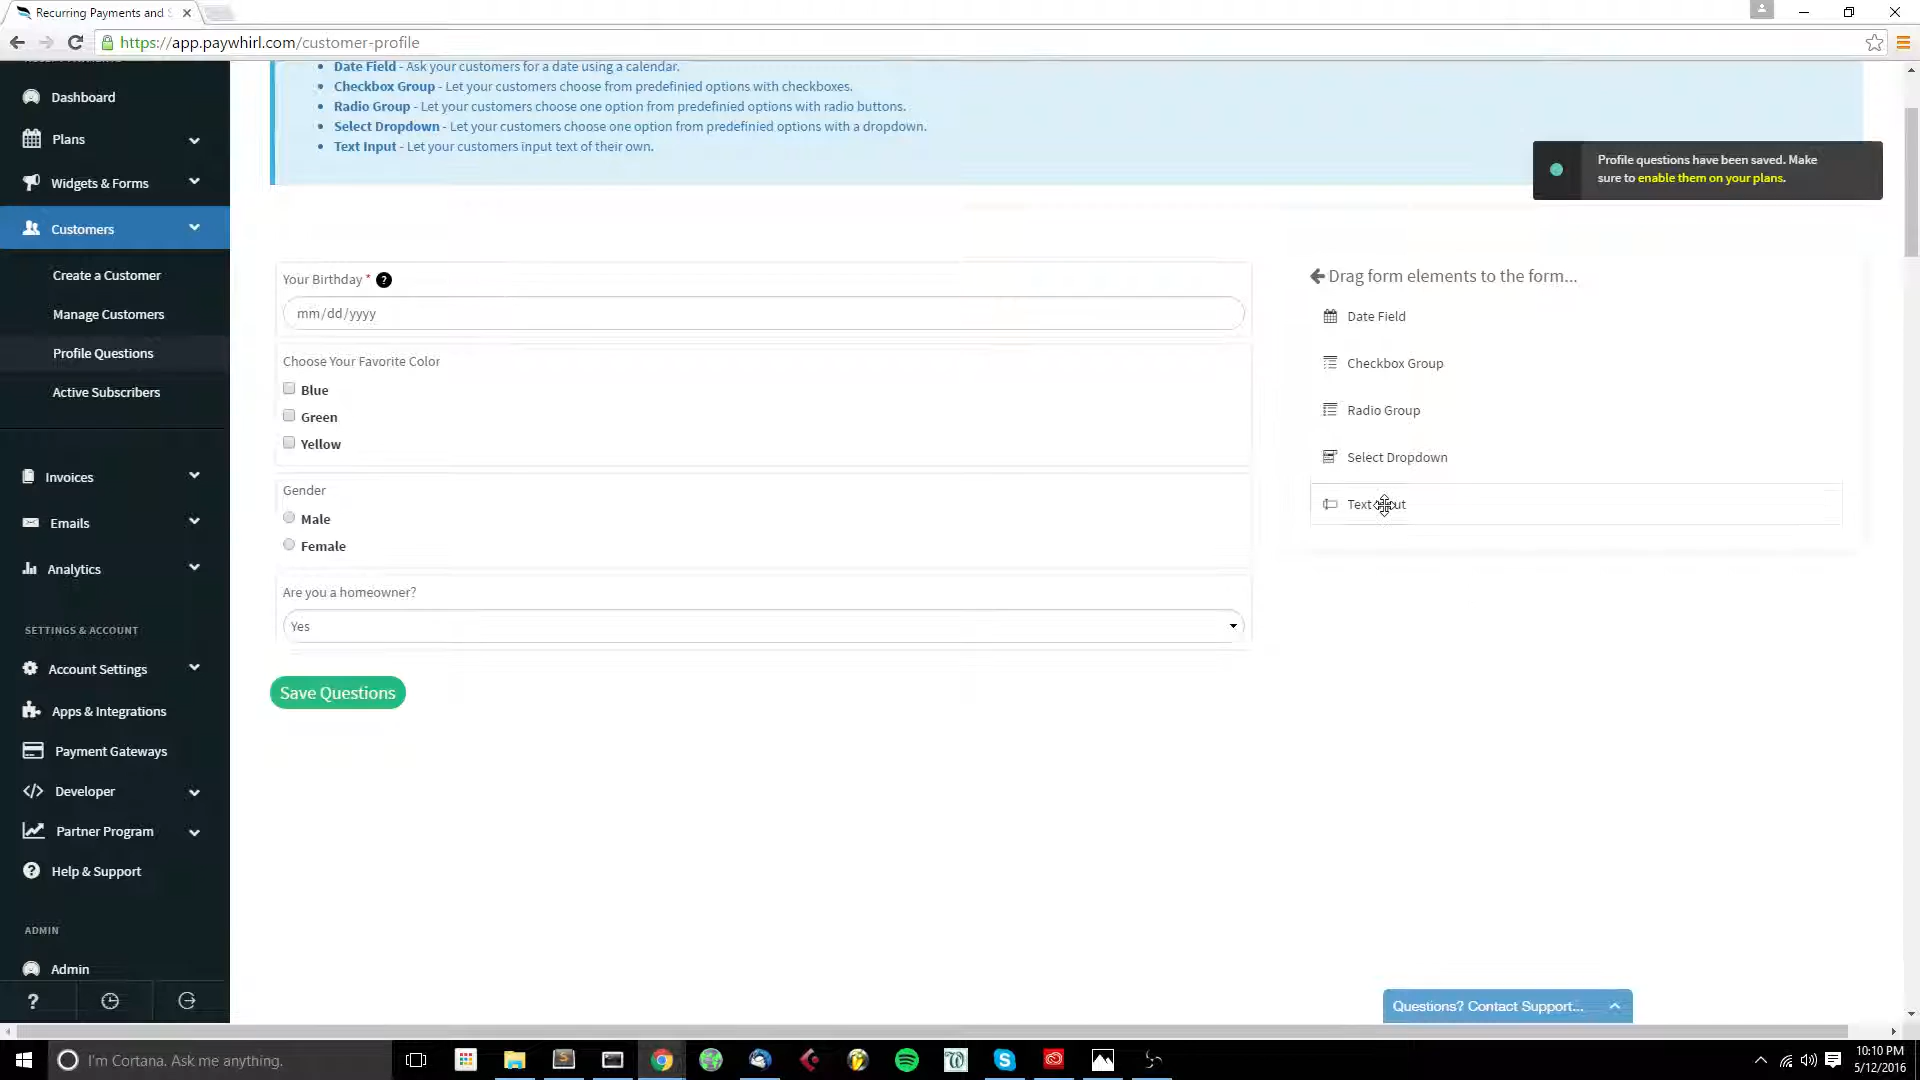 Recurring Payments and S
https://app.paywhirl.com/customer-profile
Dashboard
Plans
Widgets & Forms
Customers
Create a Customer
Manage Customers
Profile Questions
Active Subscribers
Invoices
Emails
Analytics
SETTINGS & ACCOUNT
Account Settings
Apps & Integrations
Payment Gateways
Developer
Partner Program
Help & Support
ADMIN
Admin
Date Field - Ask your customers for a date using a calendar.
Checkbox Group - Let your customers choose from predefinied options with checkboxes.
Radio Group - Let your customers choose one option from predefinied options with radio buttons.
Select Dropdown - Let your customers choose one option from predefinied options with a dropdown.
Text Input - Let your customers input text of their own.
Profile questions have been saved. Make
sure to enable them on your plans.
Your Birthday * ?
mm/dd/yyyy
Choose Your Favorite Color
Blue
Green
Yellow
Gender
Male
Female
Are you a homeowner?
Yes
Save Questions
Drag form elements to the form...
Date Field
Checkbox Group
Radio Group
Select Dropdown
Text
Questions? Contact Support...
I'm Cortana. Ask me anything.
10:10 PM
5/12/2016